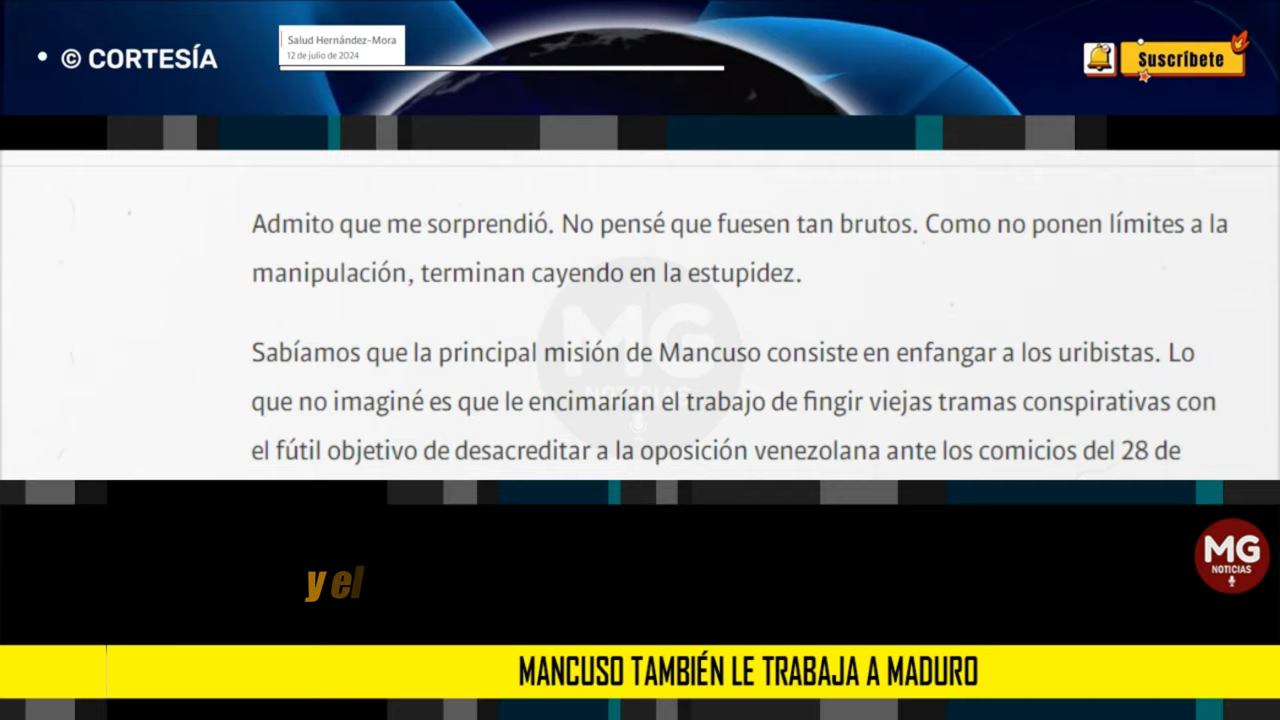 • © CORTESÍA
Salud Hernández-Mora
12 de julio de 2024
Suscríbete
Admito que me sorprendió. No pensé que fuesen tan brutos. Como no ponen límites a la
manipulación, terminan cayendo en la estupidez.
Sabíamos que la principal misión de Mancuso consiste en enfangar a los uribistas. Lo
que no imaginé es que le encimarían el trabajo de fingir viejas tramas conspirativas con
el fútil objetivo de desacreditar a la oposición venezolana ante los comicios del 28 de
MG
NOTICIAS
y el
MG
NOTICIAS
MANCUSO TAMBIÉN LE TRABAJA A MADURO